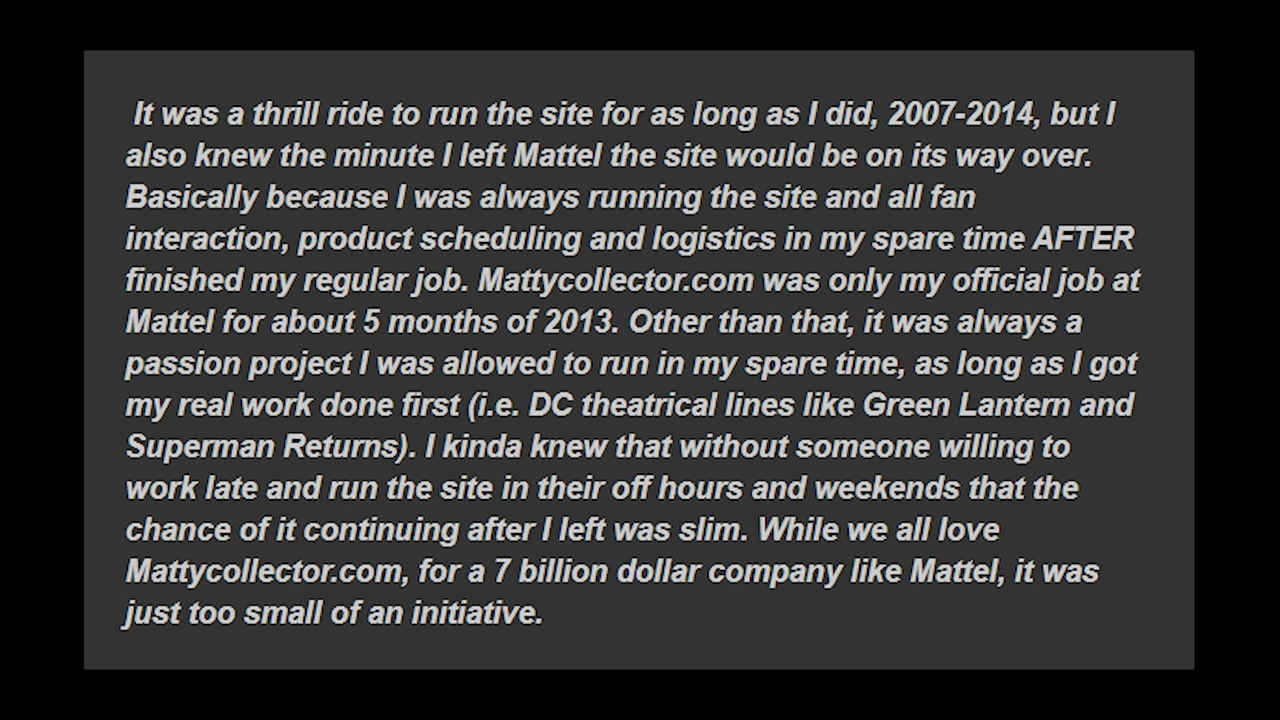 It was a thrill ride to run the site for as long as I did, 2007-2014, but I
also knew the minute I left Mattel the site would be on its way over.
Basically because I was always running the site and all fan
interaction, product scheduling and logistics in my spare time AFTER
finished my regular job. Mattycollector.com was only my official job at
Mattel for about 5 months of 2013. Other than that, it was always a
passion project I was allowed to run in my spare time, as long as I got
my real work done first (i.e. DC theatrical lines like Green Lantern and
Superman Returns). I kinda knew that without someone willing to
work late and run the site in their off hours and weekends that the
chance of it continuing after I left was slim. While we all love
Mattycollector.com, for a 7 billion dollar company like Mattel, it was
just too small of an initiative.